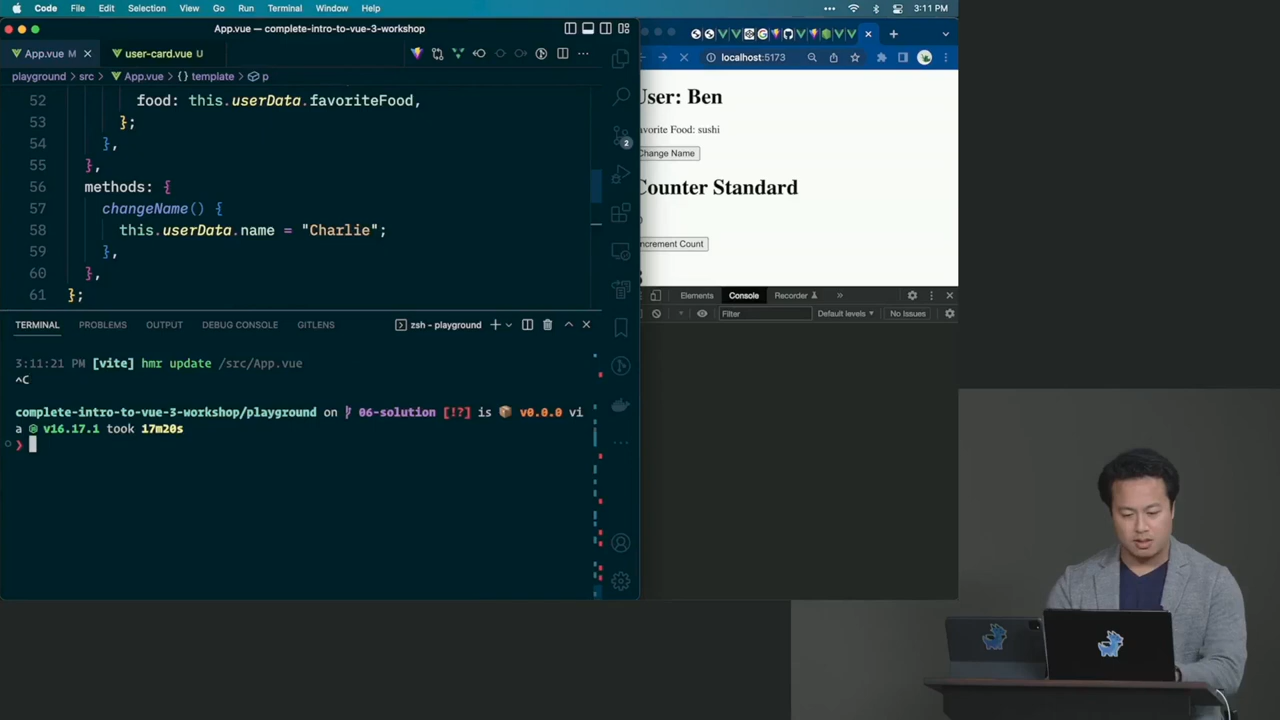 Code File Edit Selection View Go Run Terminal Window Help
3:11 PM
App.vue — complete-intro-to-vue-3-workshop
App.vue M
user-card.vue U
playground > src > App.vue > {} template > p
52 food: this.userData.favoriteFood,
53 };
54 },
55 },
56 methods: {
57 changeName() {
58 this.userData.name = "Charlie";
59 },
60 },
61 };
TERMINAL PROBLEMS OUTPUT DEBUG CONSOLE GITLENS
zsh - playground
3:11:21 PM [vite] hmr update /src/App.vue
^C
complete-intro-to-vue-3-workshop/playground on 06-solution [!?] is 📦 v0.0.0 vi
a v16.17.1 took 17m20s
❯
2
localhost:5173
User: Ben
avorite Food: sushi
Change Name
Counter Standard
ncrement Count
Elements Console Recorder »
Filter
Default levels
No Issues